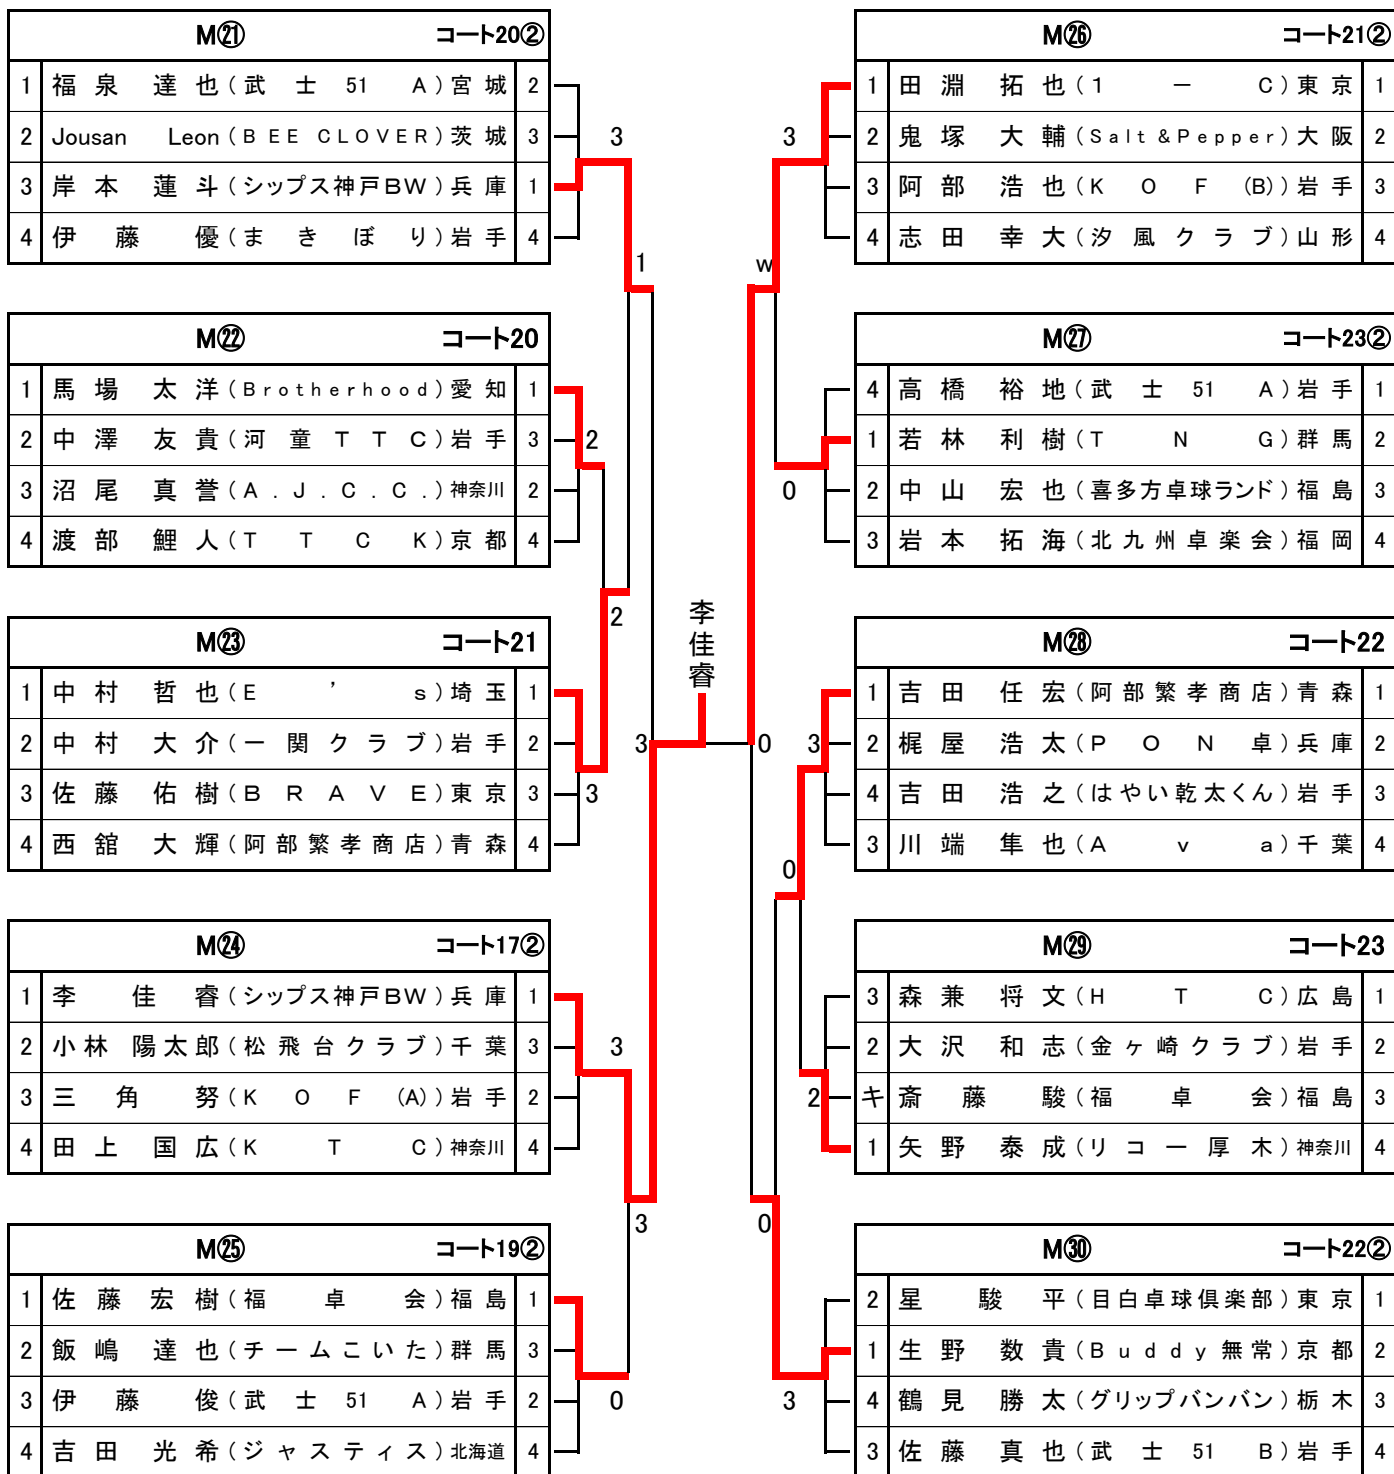 M㉑ コート20②
1 福泉 達也(武士51 A)宮城 2
2 Jousan Leon(BEE CLOVER)茨城 3
3 岸本 蓮斗(シップス神戸BW)兵庫 1
4 伊藤 優(まきぼり)岩手 4
3
1
M㉒ コート20
1 馬場 太洋(Brotherhood)愛知 1
2 中澤 友貴(河童TTC)岩手 3
3 沼尾 真誉(A.J.C.C.)神奈川 2
4 渡部 鯉人(TTCK)京都 4
2
2
M㉓ コート21
1 中村 哲也(E's)埼玉 1
2 中村 大介(一関クラブ)岩手 2
3 佐藤 佑樹(BRAVE)東京 3
4 西舘 大輝(阿部繁孝商店)青森 4
3
3
M㉔ コート17②
1 李 佳睿(シップス神戸BW)兵庫 1
2 小林 陽太郎(松飛台クラブ)千葉 3
3 三角 努(KOF(A))岩手 2
4 田上 国広(KTC)神奈川 4
3
3
M㉕ コート19②
1 佐藤 宏樹(福卓会)福島 1
2 飯嶋 達也(チームこいた)群馬 3
3 伊藤 俊(武士51 A)岩手 2
4 吉田 光希(ジャスティス)北海道 4
0
李佳睿
0
M㉖ コート21②
1 田淵 拓也(1ーC)東京 1
2 鬼塚 大輔(Salt&Pepper)大阪 2
3 阿部 浩也(KOF(B))岩手 3
4 志田 幸大(汐風クラブ)山形 4
3
w
M㉗ コート23②
4 高橋 裕地(武士51 A)岩手 1
1 若林 利樹(TNG)群馬 2
2 中山 宏也(喜多方卓球ランド)福島 3
3 岩本 拓海(北九州卓楽会)福岡 4
0
M㉘ コート22
1 吉田 任宏(阿部繁孝商店)青森 1
2 梶屋 浩太(PON卓)兵庫 2
4 吉田 浩之(はやい乾太くん)岩手 3
3 川端 隼也(Ava)千葉 4
3
0
M㉙ コート23
3 森兼 将文(HTC)広島 1
2 大沢 和志(金ヶ崎クラブ)岩手 2
キ 斎藤 駿(福卓会)福島 3
1 矢野 泰成(リコー厚木)神奈川 4
2
0
M㉚ コート22②
2 星 駿平(目白卓球倶楽部)東京 1
1 生野 数貴(Buddy無常)京都 2
4 鶴見 勝太(グリップバンバン)栃木 3
3 佐藤 真也(武士51 B)岩手 4
3